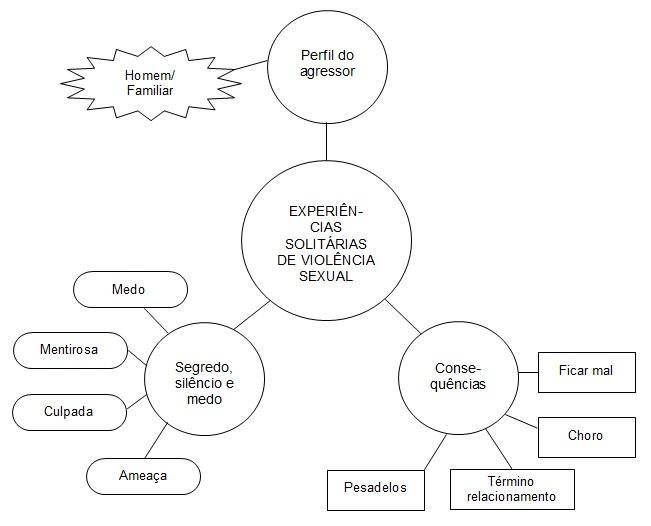 Perfil do
agressor
Homem/
Familiar
EXPERIÊN-
CIAS
SOLITÁRIAS
DE VIOLÊNCIA
SEXUAL
Medo
Mentirosa
Culpada
Ameaça
Segredo,
silêncio e
medo
Conse-
quências
Ficar mal
Choro
Término
relacionamento
Pesadelos